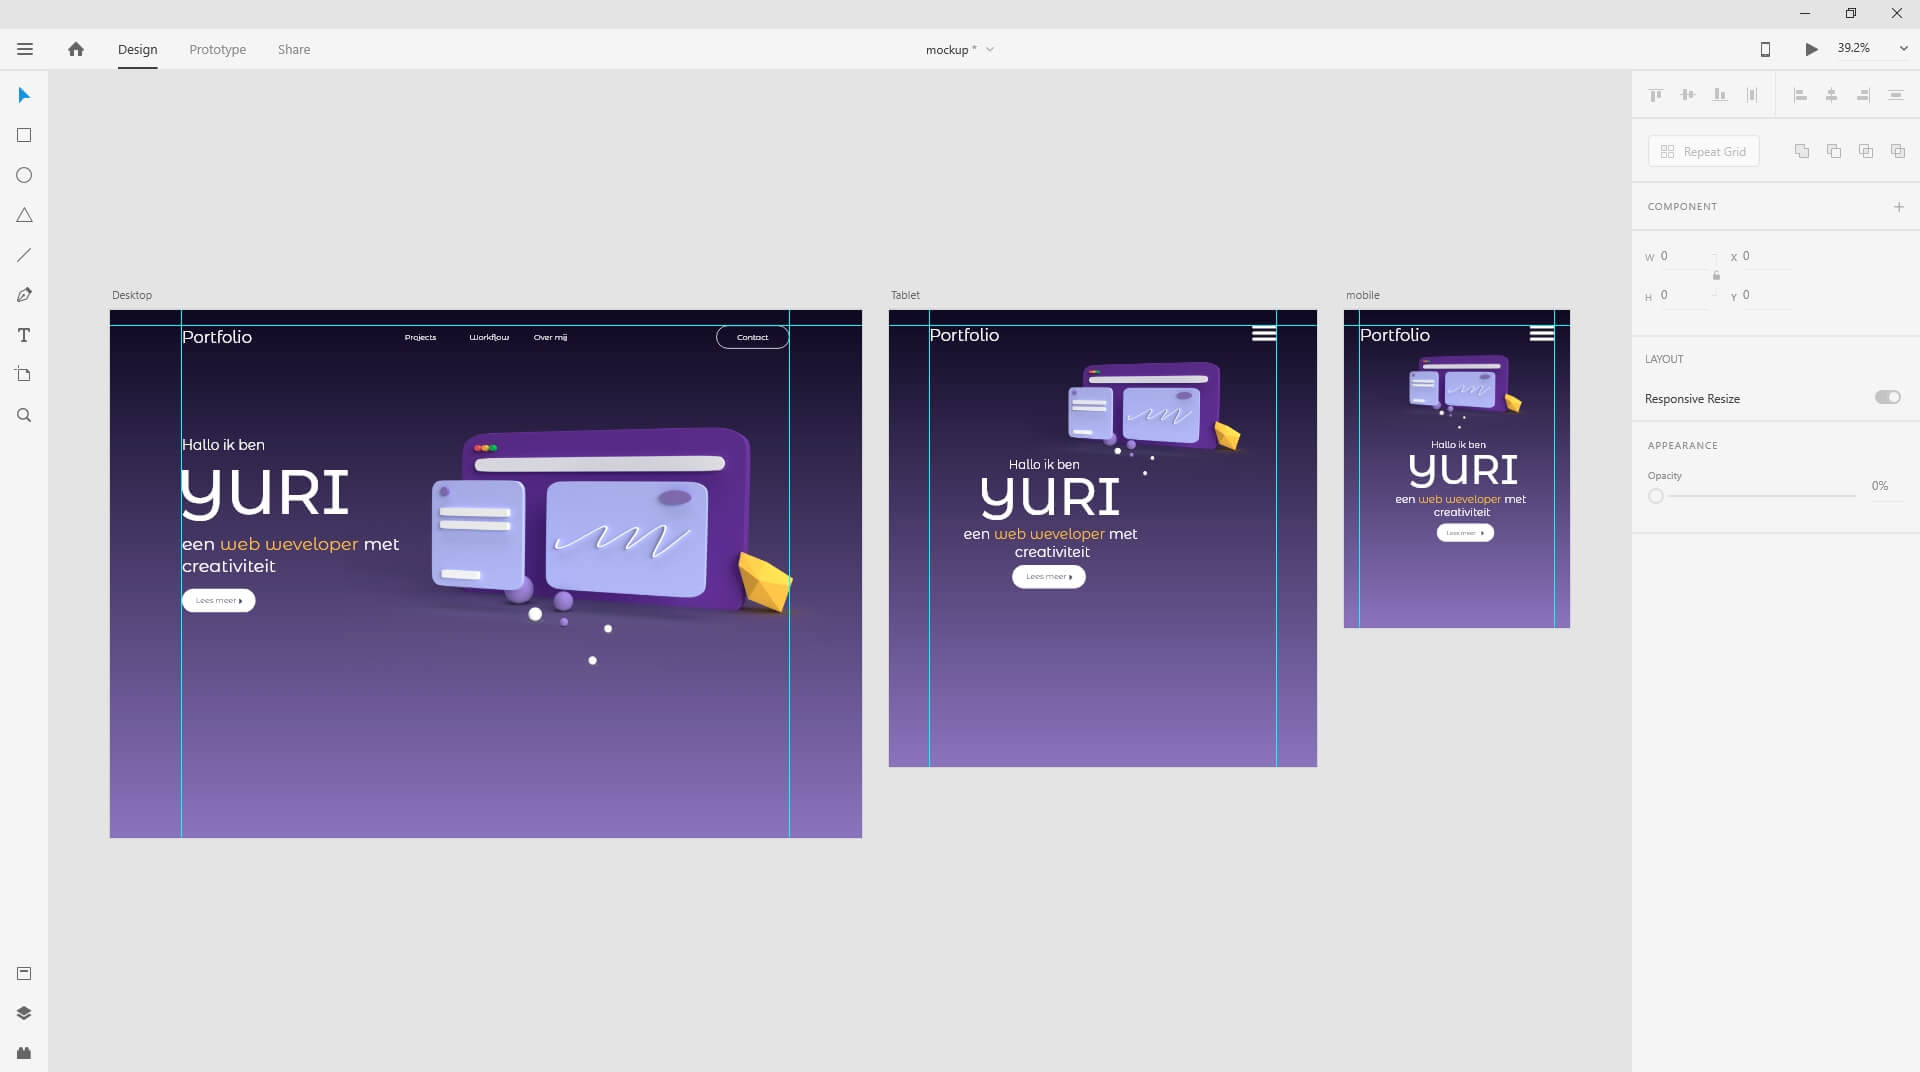 Design
Prototype
Share
mockup *
39.2%
Repeat Grid
COMPONENT
W 0
X 0
H 0
Y 0
LAYOUT
Responsive Resize
APPEARANCE
Opacity
0%
Desktop
Portfolio
Projects
Workflow
Over mij
Contact
Hallo ik ben
YURI
een web weveloper met
creativiteit
Lees meer
Tablet
Portfolio
Hallo ik ben
YURI
een web weveloper met
creativiteit
Lees meer
mobile
Portfolio
Hallo ik ben
YURI
een web weveloper met
creativiteit
Lees meer